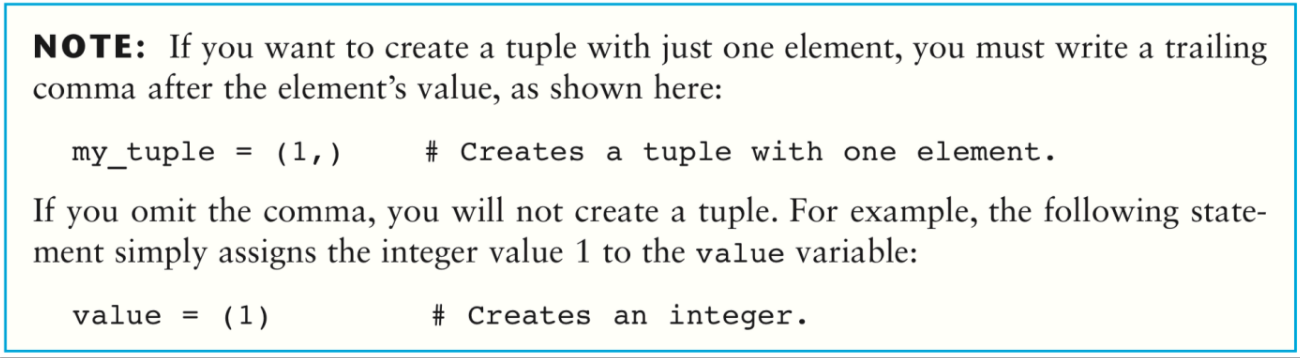 NOTE: If you want to create a tuple with just one element, you must write a trailing
comma after the element’s value, as shown here:
my_tuple = (1,)     # Creates a tuple with one element.
If you omit the comma, you will not create a tuple. For example, the following state-
ment simply assigns the integer value 1 to the value variable:
value = (1)         # Creates an integer.